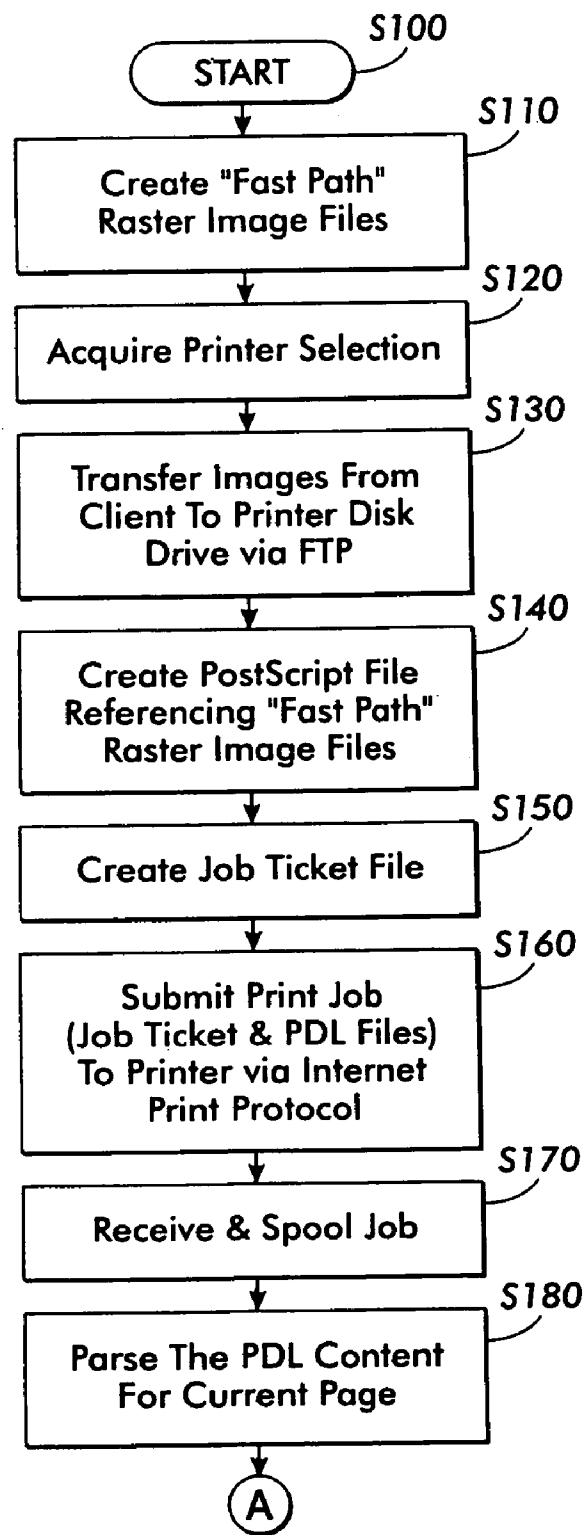 S100
START
S110
Create "Fast Path"
Raster Image Files
S120
Acquire Printer Selection
S130
Transfer Images From
Client To Printer Disk
Drive via FTP
S140
Create PostScript File
Referencing "Fast Path"
Raster Image Files
S150
Create Job Ticket File
S160
Submit Print Job
(Job Ticket & PDL Files)
To Printer via Internet
Print Protocol
S170
Receive & Spool Job
S180
Parse The PDL Content
For Current Page
A